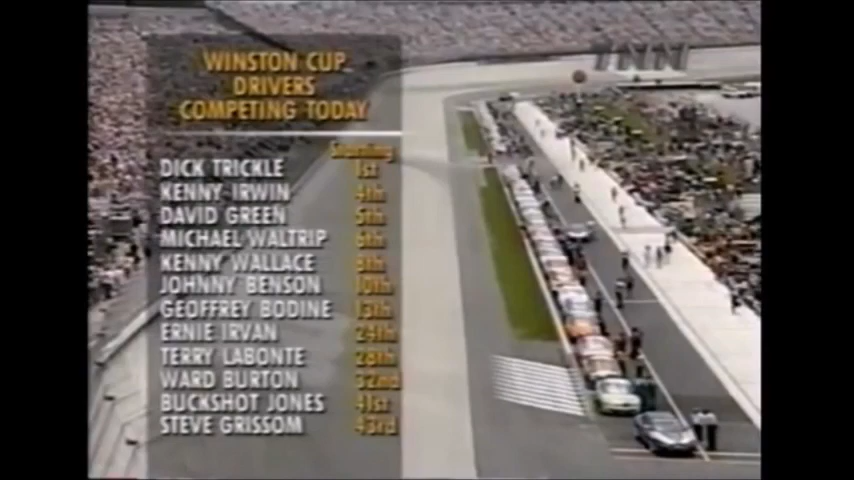 TNN
WINSTON CUP
DRIVERS
COMPETING TODAY
Starting
DICK TRICKLE 1st
KENNY IRWIN 4th
DAVID GREEN 5th
MICHAEL WALTRIP 6th
KENNY WALLACE 8th
JOHNNY BENSON 10th
GEOFFREY BODINE 13th
ERNIE IRVAN 24th
TERRY LABONTE 28th
WARD BURTON 32nd
BUCKSHOT JONES 41st
STEVE GRISSOM 43rd